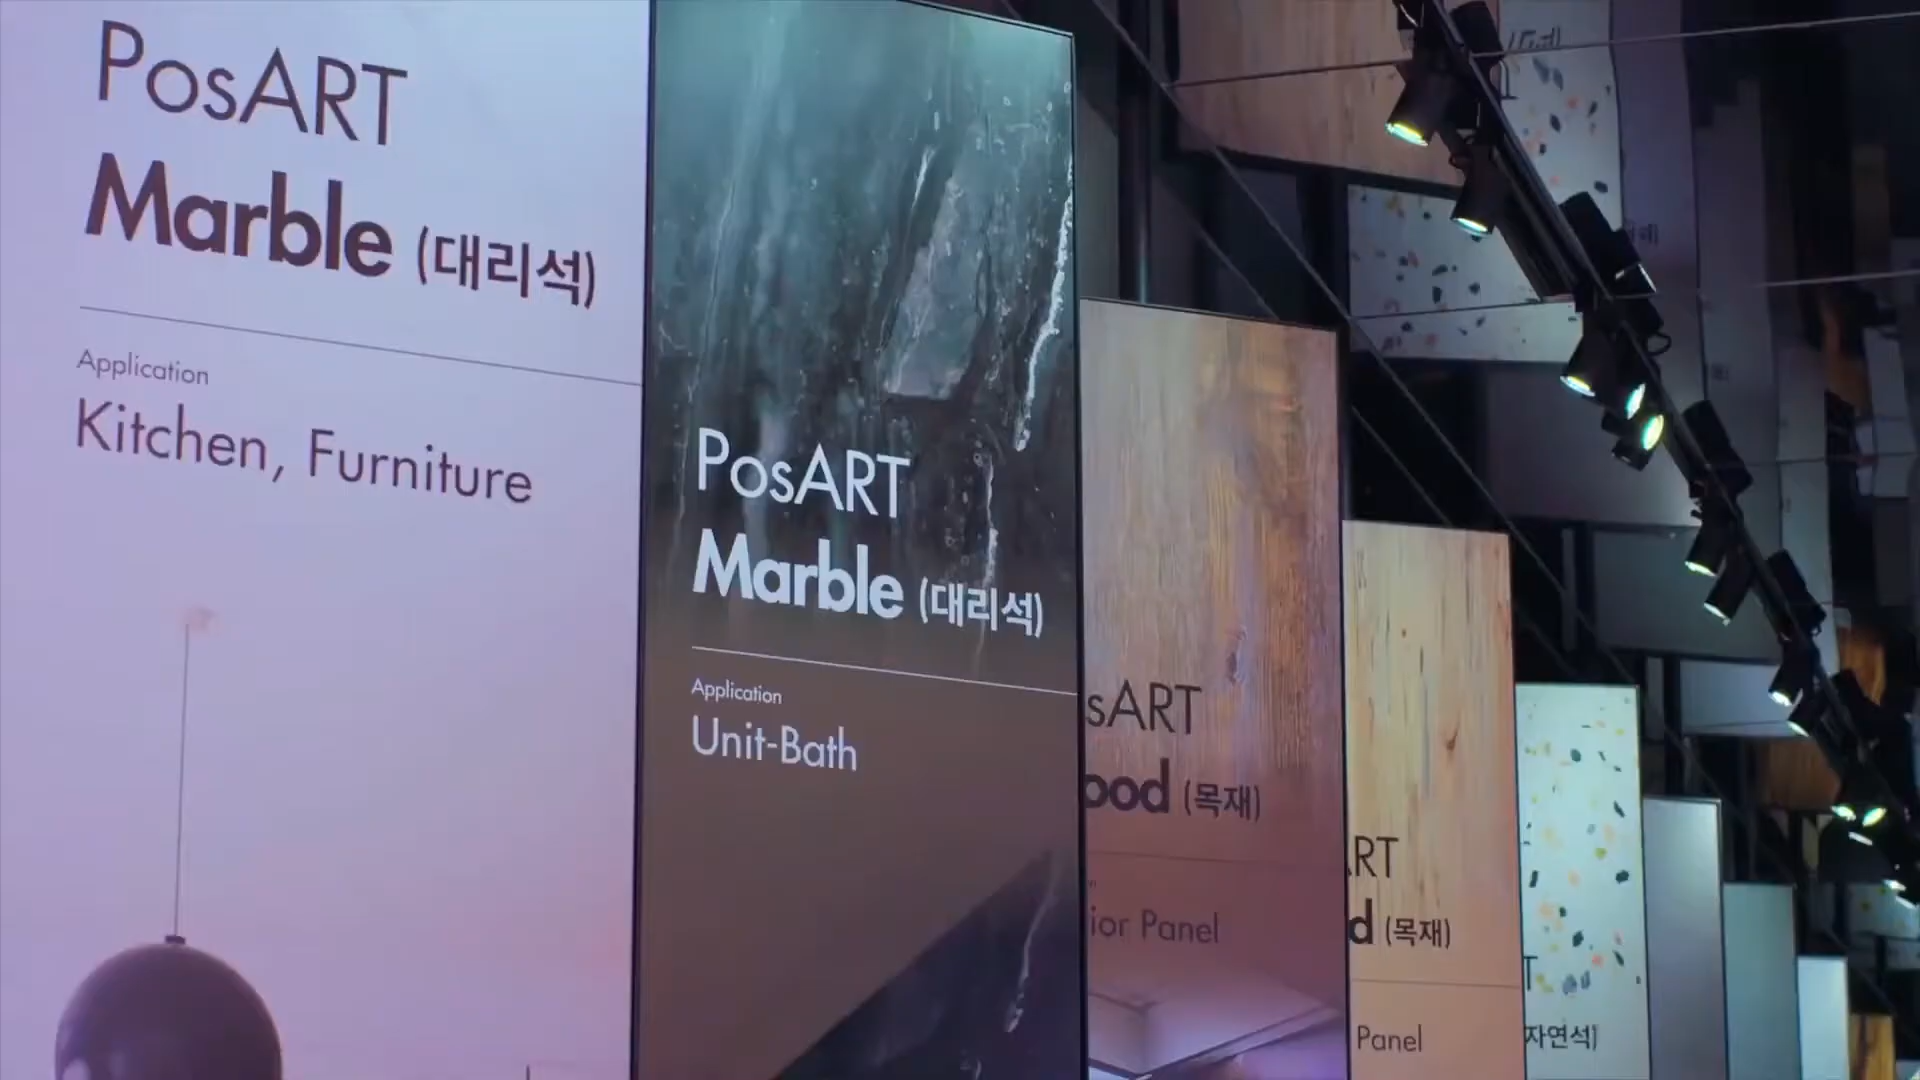 PosART
Marble (대리석)
Application
Kitchen, Furniture
PosART
Marble (대리석)
Application
Unit-Bath
sART
ood (목재)
ior Panel
ART
d (목재)
Panel
T
자연석)